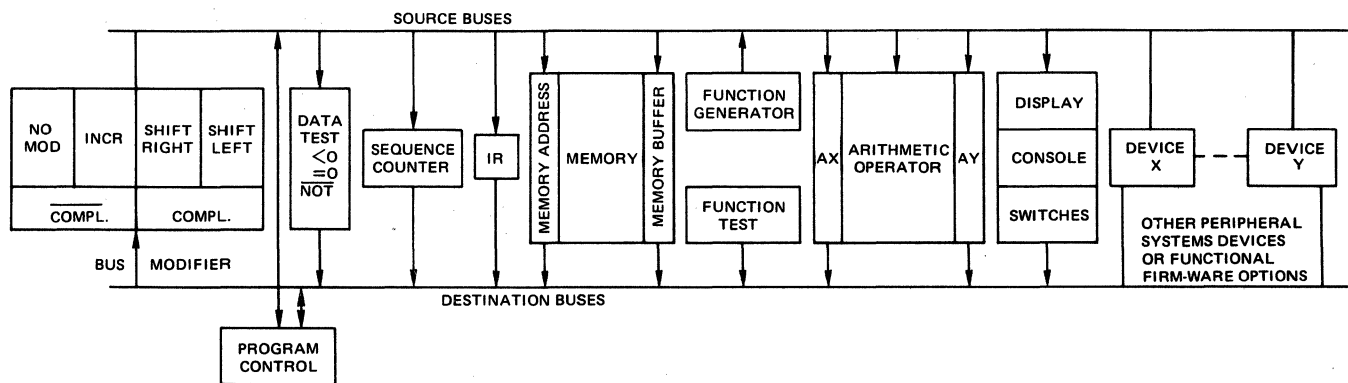 SOURCE BUSES
NO
MOD
INCR
SHIFT
RIGHT
SHIFT
LEFT
COMPL.
COMPL.
BUS MODIFIER
PROGRAM
CONTROL
DATA
TEST
<0
=0
NOT
SEQUENCE
COUNTER
IR
MEMORY ADDRESS
MEMORY
MEMORY BUFFER
FUNCTION
GENERATOR
FUNCTION
TEST
AX
ARITHMETIC
OPERATOR
AY
DISPLAY
CONSOLE
SWITCHES
DEVICE
X
DEVICE
Y
OTHER PERIPHERAL
SYSTEMS DEVICES
OR FUNCTIONAL
FIRM-WARE OPTIONS
DESTINATION BUSES